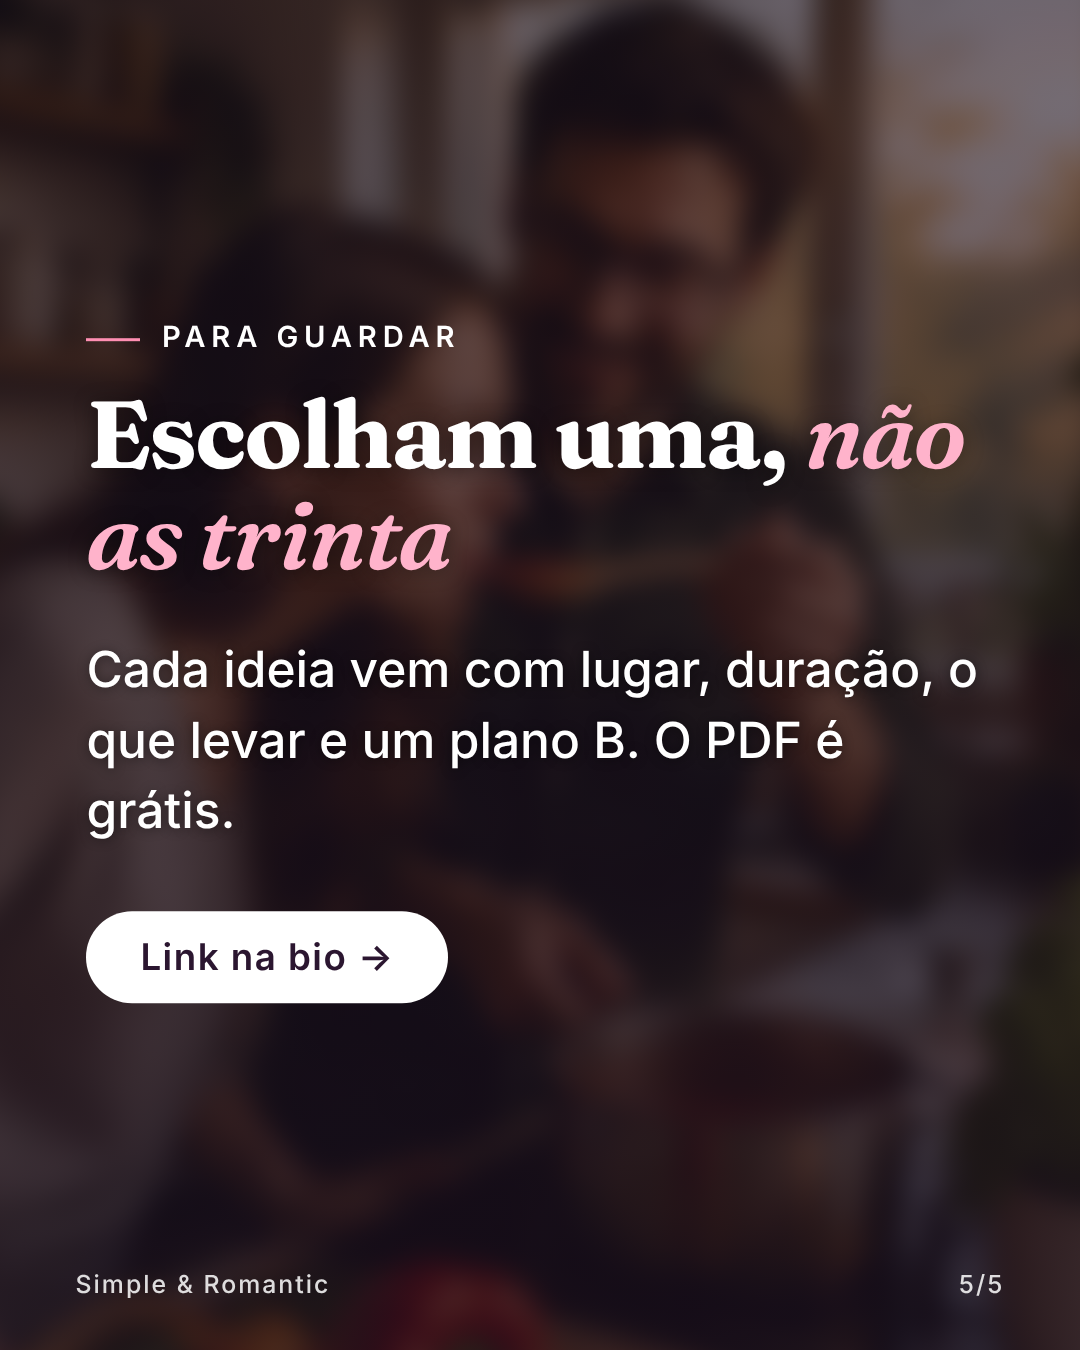 PARA GUARDAR
Escolham uma, não
as trinta
Cada ideia vem com lugar, duração, o
que levar e um plano B. O PDF é
grátis.
Link na bio →
Simple & Romantic
5/5